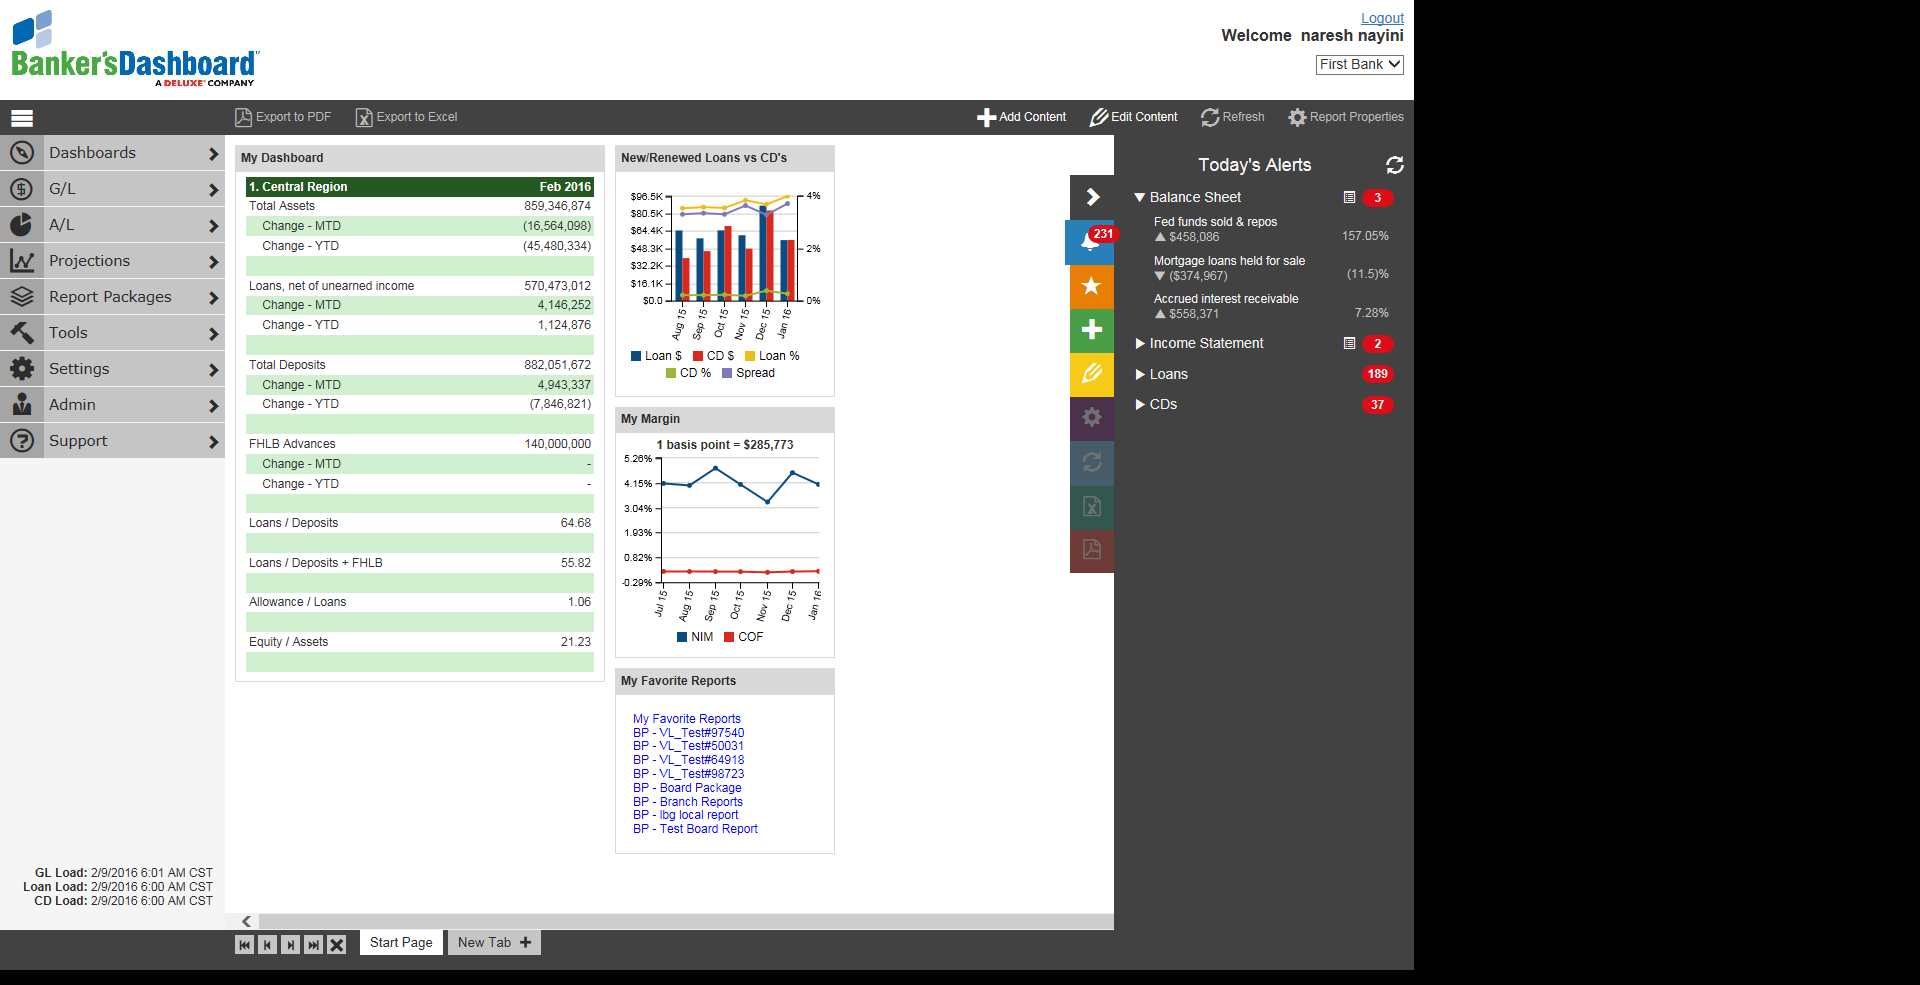 Logout
Welcome naresh nayini
First Bank
Banker'sDashboard
A DELUXE COMPANY
Export to PDF
Export to Excel
Add Content
Edit Content
Refresh
Report Properties
Dashboards
G/L
A/L
Projections
Report Packages
Tools
Settings
Admin
Support
GL Load: 2/9/2016 6:01 AM CST
Loan Load: 2/9/2016 6:00 AM CST
CD Load: 2/9/2016 6:00 AM CST
My Dashboard
1. Central Region Feb 2016
Total Assets 859,346,874
Change - MTD (16,564,098)
Change - YTD (45,480,334)
Loans, net of unearned income 570,473,012
Change - MTD 4,146,252
Change - YTD 1,124,876
Total Deposits 882,051,672
Change - MTD 4,943,337
Change - YTD (7,846,821)
FHLB Advances 140,000,000
Change - MTD -
Change - YTD -
Loans / Deposits 64.68
Loans / Deposits + FHLB 55.82
Allowance / Loans 1.06
Equity / Assets 21.23
New/Renewed Loans vs CD's
$96.5K 4%
$80.5K
$64.4K
$48.3K 2%
$32.2K
$16.1K
$0.0 0%
Aug 15 Sep 15 Oct 15 Nov 15 Dec 15 Jan 16
Loan $ CD $ Loan %
CD % Spread
My Margin
1 basis point = $285,773
5.26%
4.15%
3.04%
1.93%
0.82%
-0.29%
Jul 15 Aug 15 Sep 15 Oct 15 Nov 15 Dec 15 Jan 16
NIM COF
My Favorite Reports
My Favorite Reports
BP - VL_Test#97540
BP - VL_Test#50031
BP - VL_Test#64918
BP - VL_Test#98723
BP - Board Package
BP - Branch Reports
BP - lbg local report
BP - Test Board Report
231
Today's Alerts
Balance Sheet 3
Fed funds sold & repos
$458,086 157.05%
Mortgage loans held for sale
($374,967) (11.5)%
Accrued interest receivable
$558,371 7.28%
Income Statement 2
Loans 189
CDs 37
Start Page
New Tab